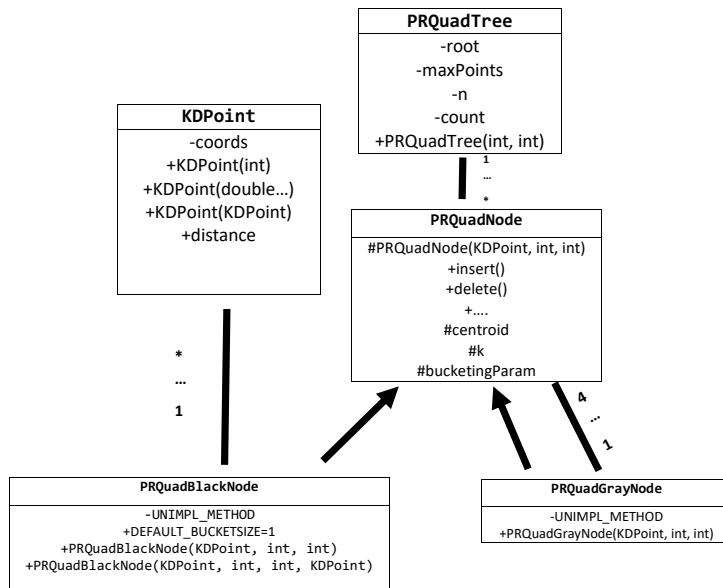 PRQuadTree
-root
-maxPoints
-n
-count
+PRQuadTree(int, int)
KDPoint
-coords
+KDPoint(int)
+KDPoint(double…)
+KDPoint(KDPoint)
+distance
1
…
*
PRQuadNode
#PRQuadNode(KDPoint, int, int)
+insert()
+delete()
+….
#centroid
#k
#bucketingParam
*
…
1
4
…
1
PRQuadBlackNode
-UNIMPL_METHOD
+DEFAULT_BUCKETSIZE=1
+PRQuadBlackNode(KDPoint, int, int)
+PRQuadBlackNode(KDPoint, int, int, KDPoint)
PRQuadGrayNode
-UNIMPL_METHOD
+PRQuadGrayNode(KDPoint, int, int)